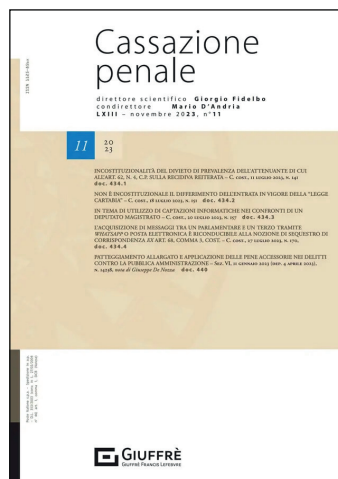 Cassazione
penale
direttore scientifico Giorgio Fidelbo
condirettore Mario D'Andria
LXIII – novembre 2023, n°11
11
20
23
INCOSTITUZIONALITÀ DEL DIVIETO DI PREVALENZA DELL'ATTENUANTE DI CUI
ALL'ART. 62, N. 4, C.P. SULLA RECIDIVA REITERATA – C. COST., 11 LUGLIO 2023, N. 141
doc. 434.1
NON È INCOSTITUZIONALE IL DIFFERIMENTO DELL'ENTRATA IN VIGORE DELLA "LEGGE
CARTABIA" – C. COST., 18 LUGLIO 2023, N. 151 doc. 434.2
IN TEMA DI UTILIZZO DI CAPTAZIONI INFORMATICHE NEI CONFRONTI DI UN
DEPUTATO MAGISTRATO – C. COST., 20 LUGLIO 2023, N. 157 doc. 434.3
L'ACQUISIZIONE DI MESSAGGI TRA UN PARLAMENTARE E UN TERZO TRAMITE
WHATSAPP O POSTA ELETTRONICA È RICONDUCIBILE ALLA NOZIONE DI SEQUESTRO DI
CORRISPONDENZA EX ART. 68, COMMA 3, COST. – C. COST., 27 LUGLIO 2023, N. 170,
doc. 434.4
PATTEGGIAMENTO ALLARGATO E APPLICAZIONE DELLE PENE ACCESSORIE NEI DELITTI
CONTRO LA PUBBLICA AMMINISTRAZIONE – SEZ. VI, 11 GENNAIO 2023 (DEP. 4 APRILE 2023),
N. 14238, nota di Giuseppe De Nozza – doc. 440
GIUFFRÈ
GIUFFRÈ FRANCIS LEFEBVRE